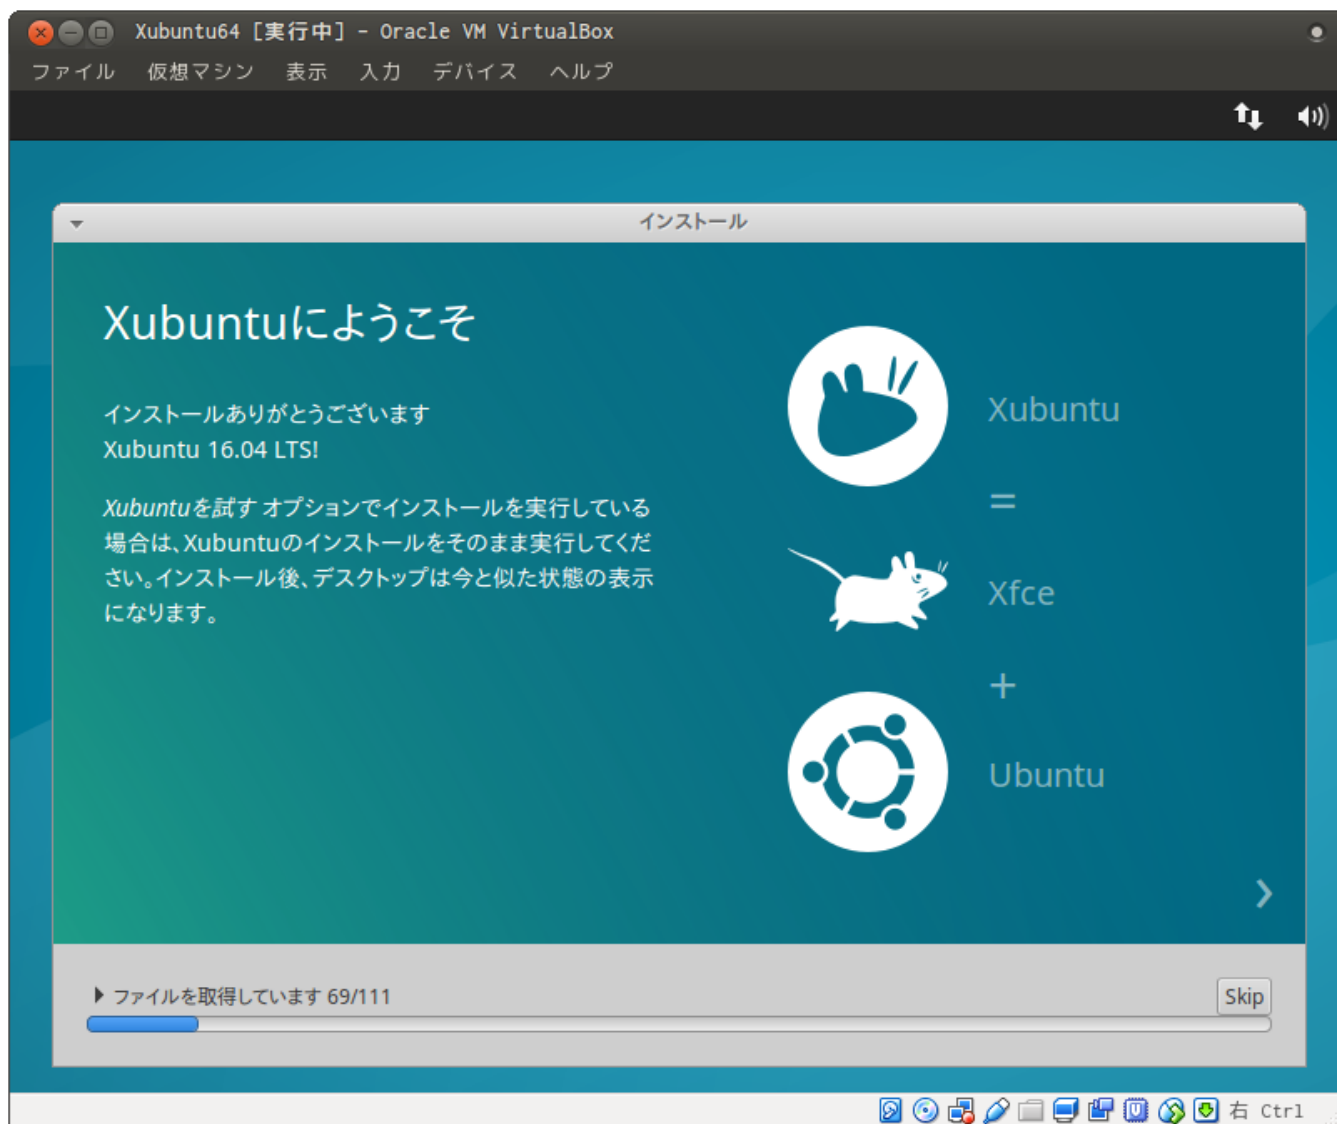 Xubuntu64 [実行中] - Oracle VM VirtualBox
ファイル 仮想マシン 表示 入力 デバイス ヘルプ
インストール
Xubuntuにようこそ
インストールありがとうございます
Xubuntu 16.04 LTS!
Xubuntuを試す オプションでインストールを実行している
場合は、Xubuntuのインストールをそのまま実行してくだ
さい。インストール後、デスクトップは今と似た状態の表示
になります。
Xubuntu
=
Xfce
+
Ubuntu
ファイルを取得しています 69/111
Skip
右 Ctrl